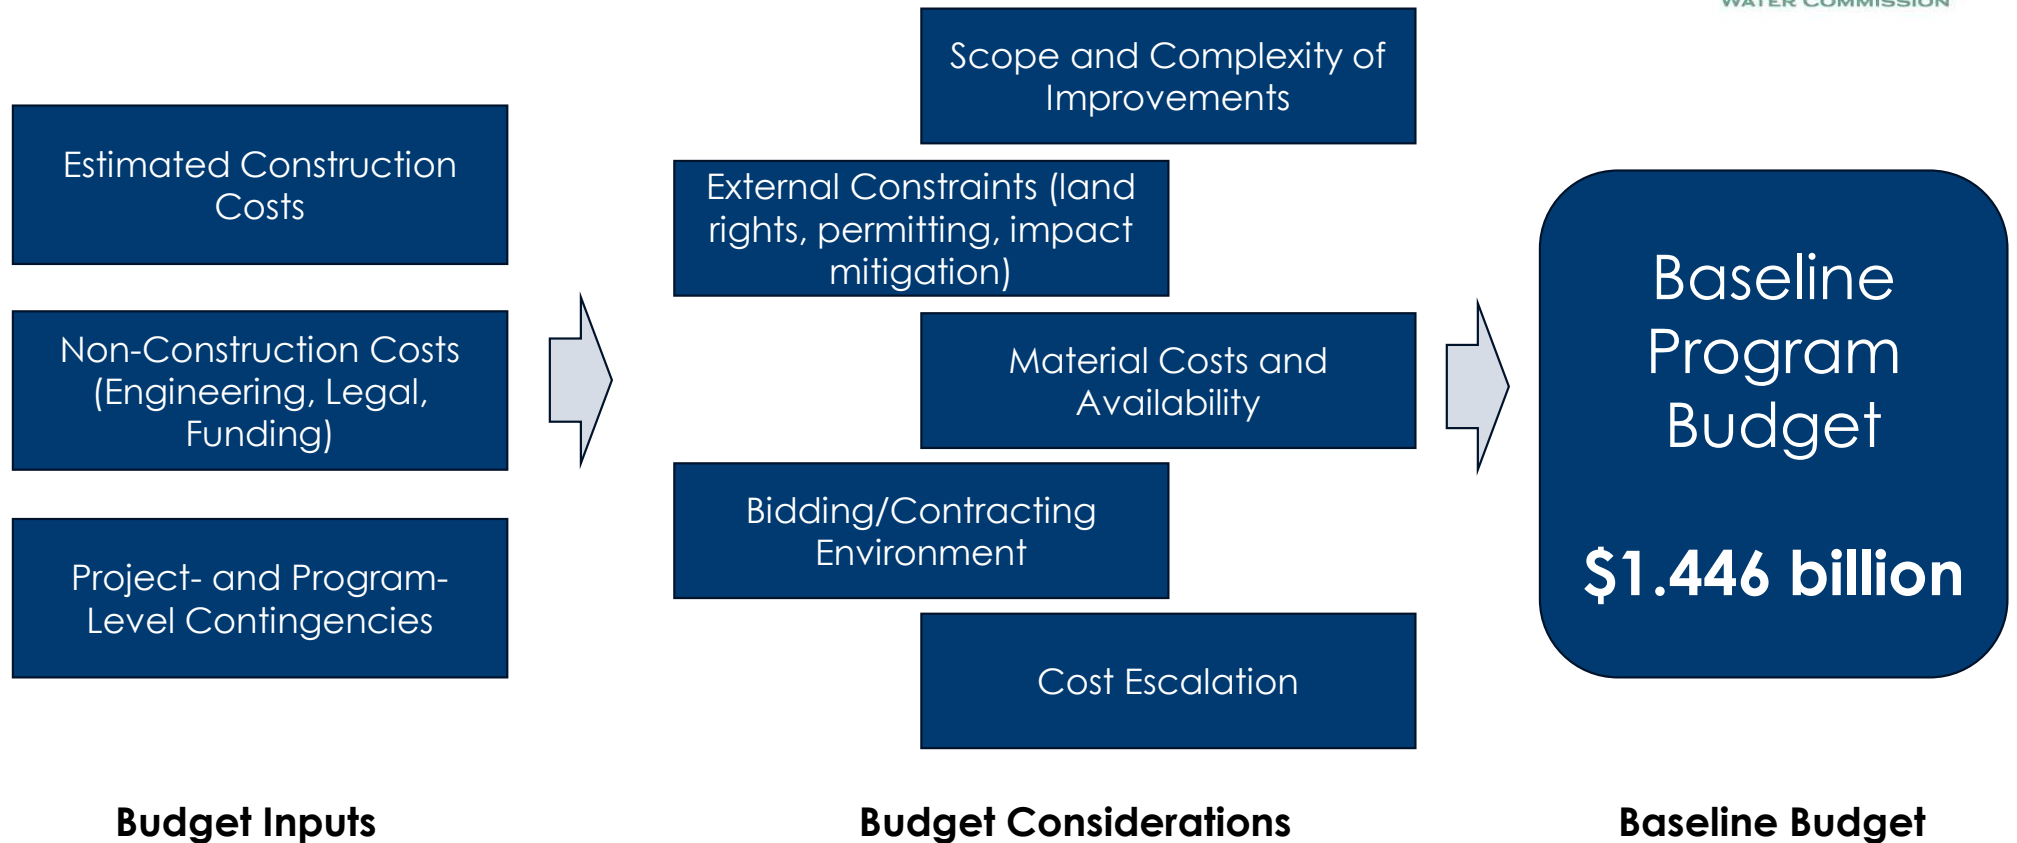 WATER COMMISSION
Estimated Construction
Costs
Non-Construction Costs
(Engineering, Legal,
Funding)
Project- and Program-
Level Contingencies
Budget Inputs
Scope and Complexity of
Improvements
External Constraints (land
rights, permitting, impact
mitigation)
Material Costs and
Availability
Bidding/Contracting
Environment
Cost Escalation
Budget Considerations
Baseline
Program
Budget
$1.446 billion
Baseline Budget